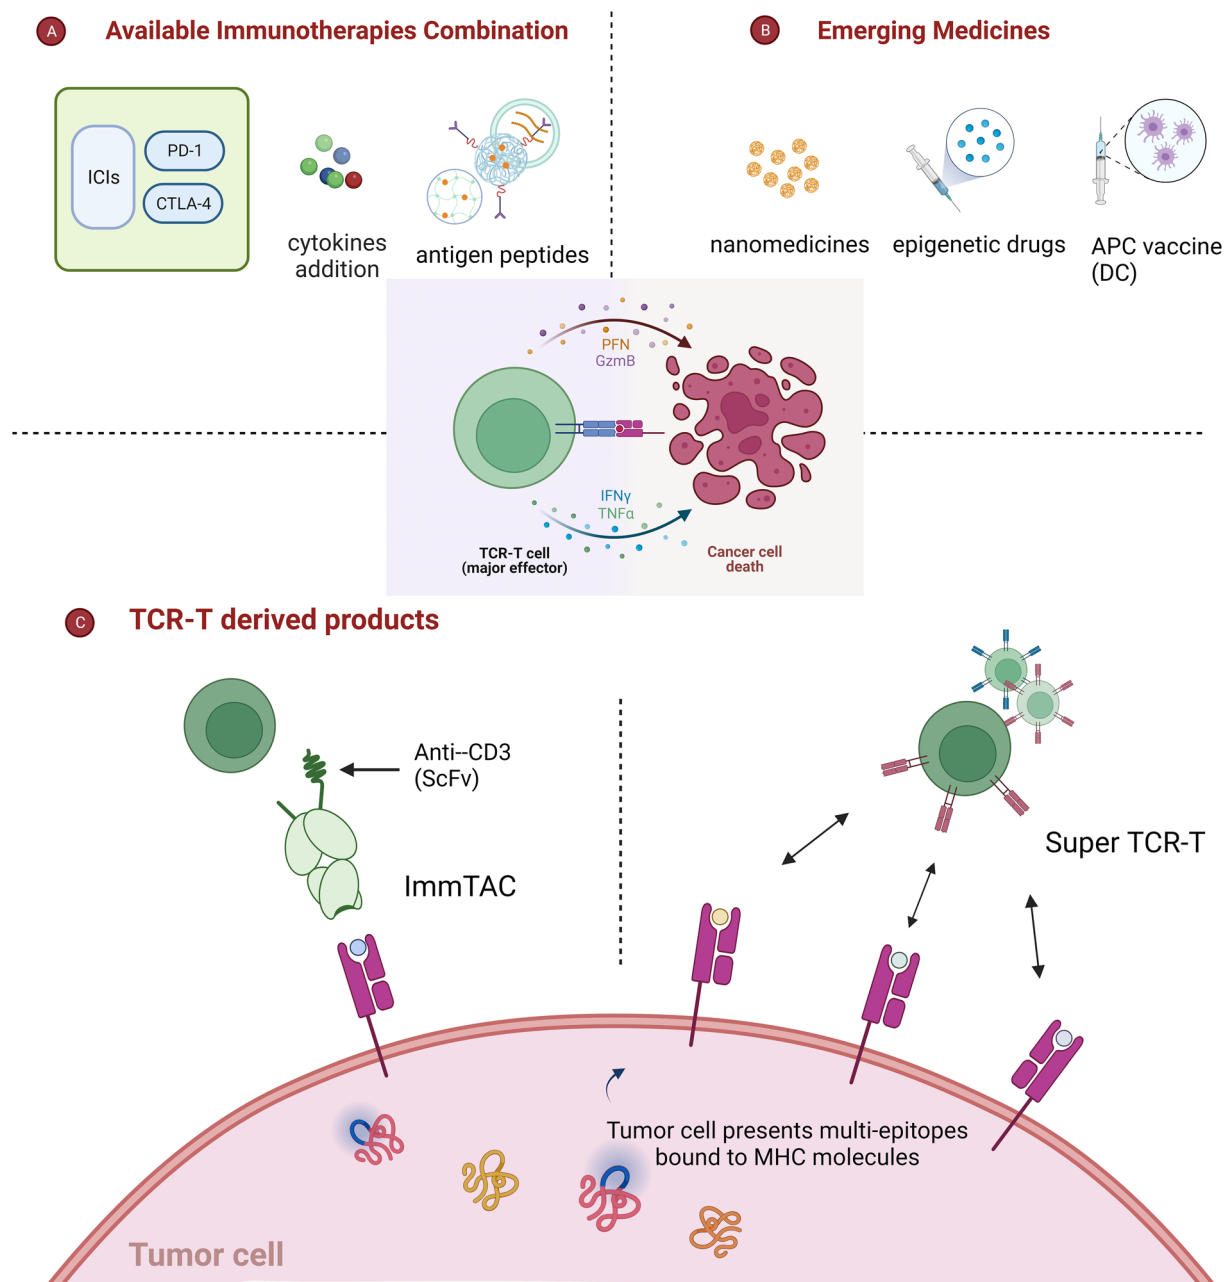 A
Available Immunotherapies Combination
ICIs
PD-1
CTLA-4
cytokines
addition
antigen peptides
B
Emerging Medicines
nanomedicines
epigenetic drugs
APC vaccine
(DC)
PFN
GzmB
IFNγ
TNFα
TCR-T cell
(major effector)
Cancer cell
death
C
TCR-T derived products
Anti--CD3
(ScFv)
ImmTAC
Super TCR-T
Tumor cell presents multi-epitopes
bound to MHC molecules
Tumor cell